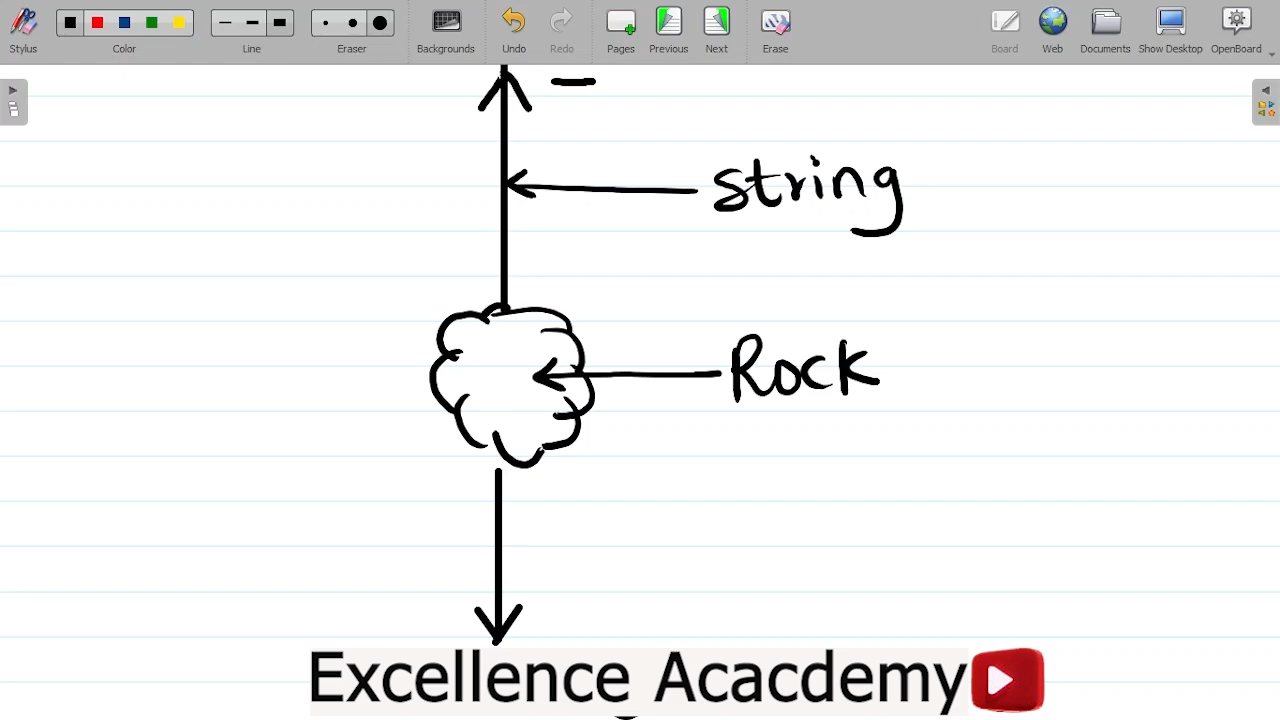 Stylus
Color
Line
Eraser
Backgrounds
Undo
Redo
Pages
Previous
Next
Erase
Board
Web
Documents
Show Desktop
OpenBoard
string
Rock
Excellence Acacdemy